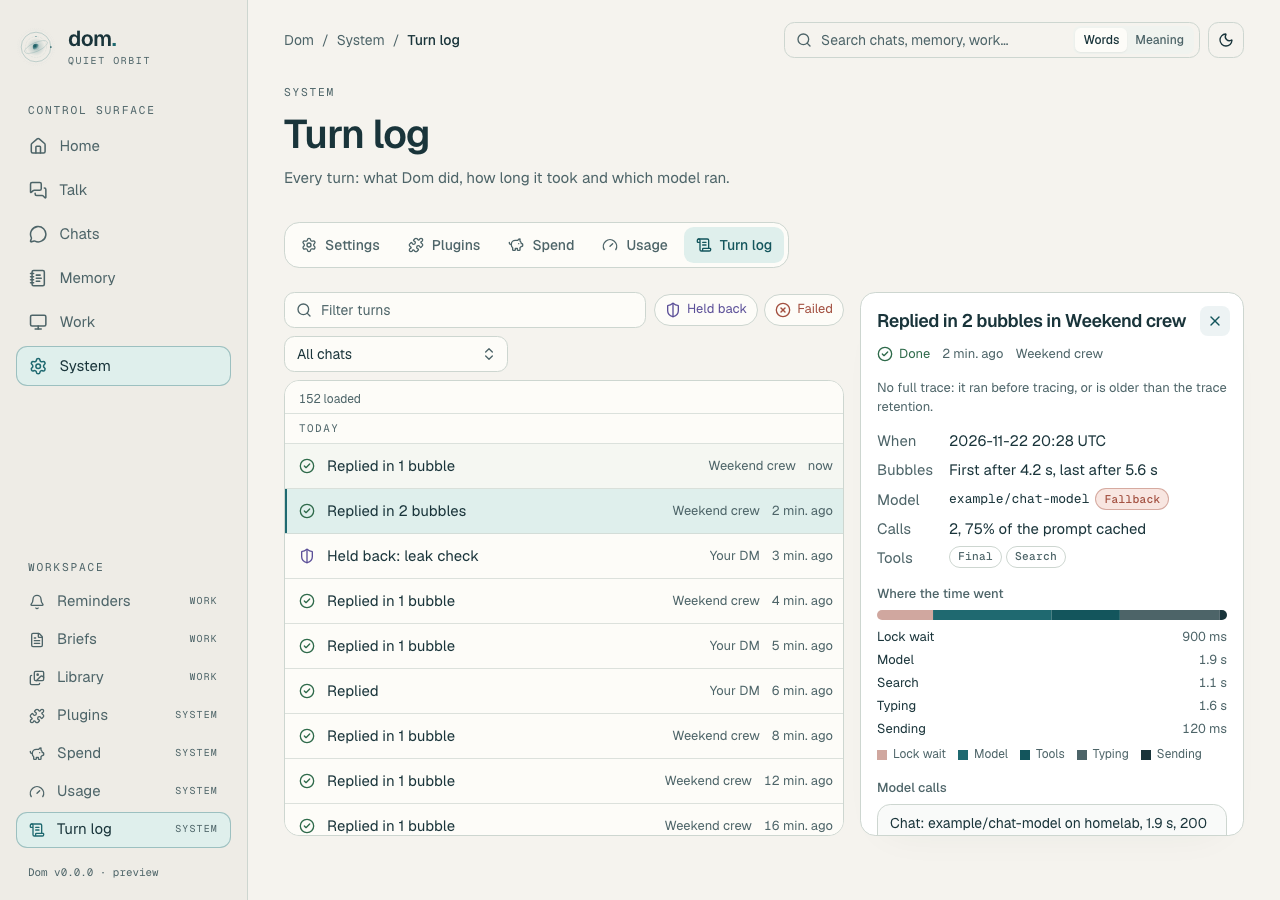 dom.
QUIET ORBIT
CONTROL SURFACE
Home
Talk
Chats
Memory
Work
System
WORKSPACE
Reminders WORK
Briefs WORK
Library WORK
Plugins SYSTEM
Spend SYSTEM
Usage SYSTEM
Turn log SYSTEM
Dom v0.0.0 · preview
Dom / System / Turn log
Search chats, memory, work… Words Meaning
SYSTEM
Turn log
Every turn: what Dom did, how long it took and which model ran.
Settings Plugins Spend Usage Turn log
Filter turns Held back Failed
All chats
152 loaded
TODAY
Replied in 1 bubble Weekend crew now
Replied in 2 bubbles Weekend crew 2 min. ago
Held back: leak check Your DM 3 min. ago
Replied in 1 bubble Weekend crew 4 min. ago
Replied in 1 bubble Your DM 5 min. ago
Replied Your DM 6 min. ago
Replied in 1 bubble Weekend crew 8 min. ago
Replied in 1 bubble Weekend crew 12 min. ago
Replied in 1 bubble Weekend crew 16 min. ago
Replied in 2 bubbles in Weekend crew
Done 2 min. ago Weekend crew
No full trace: it ran before tracing, or is older than the trace
retention.
When 2026-11-22 20:28 UTC
Bubbles First after 4.2 s, last after 5.6 s
Model example/chat-model Fallback
Calls 2, 75% of the prompt cached
Tools Final Search
Where the time went
Lock wait 900 ms
Model 1.9 s
Search 1.1 s
Typing 1.6 s
Sending 120 ms
Lock wait Model Tools Typing Sending
Model calls
Chat: example/chat-model on homelab, 1.9 s, 200